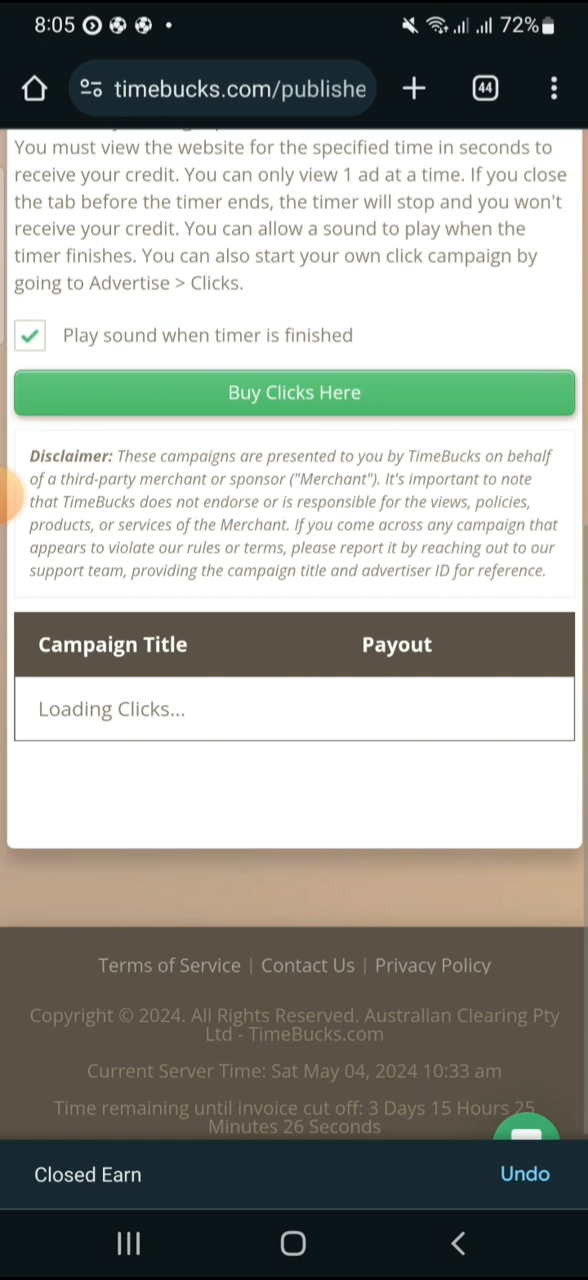 8:05
72%
timebucks.com/publishe
44
You must view the website for the specified time in seconds to
receive your credit. You can only view 1 ad at a time. If you close
the tab before the timer ends, the timer will stop and you won't
receive your credit. You can allow a sound to play when the
timer finishes. You can also start your own click campaign by
going to Advertise > Clicks.
Play sound when timer is finished
Buy Clicks Here
Disclaimer: These campaigns are presented to you by TimeBucks on behalf
of a third-party merchant or sponsor ("Merchant"). It's important to note
that TimeBucks does not endorse or is responsible for the views, policies,
products, or services of the Merchant. If you come across any campaign that
appears to violate our rules or terms, please report it by reaching out to our
support team, providing the campaign title and advertiser ID for reference.
Campaign Title Payout
Loading Clicks...
Terms of Service | Contact Us | Privacy Policy
Copyright © 2024. All Rights Reserved. Australian Clearing Pty
Ltd - TimeBucks.com
Current Server Time: Sat May 04, 2024 10:33 am
Time remaining until invoice cut off: 3 Days 15 Hours 25
Minutes 26 Seconds
Closed Earn Undo